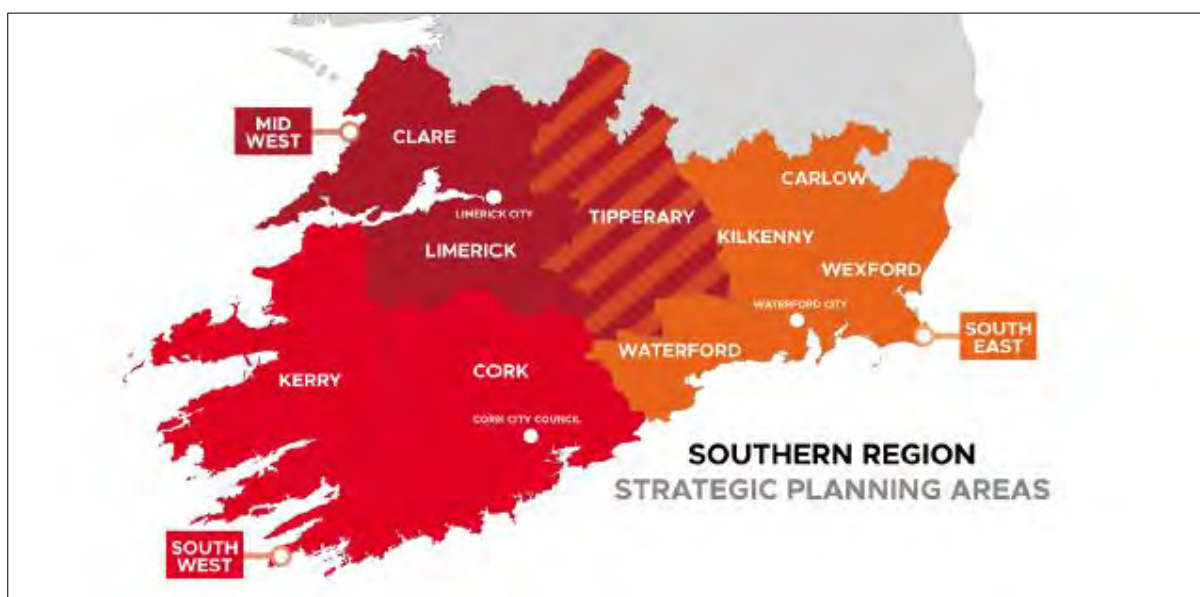 MID
WEST
CLARE
CARLOW
LIMERICK CITY
TIPPERARY
KILKENNY
LIMERICK
WEXFORD
WATERFORD CITY
SOUTH
EAST
WATERFORD
KERRY
CORK
CORK CITY COUNCIL
SOUTHERN REGION
STRATEGIC PLANNING AREAS
SOUTH
WEST